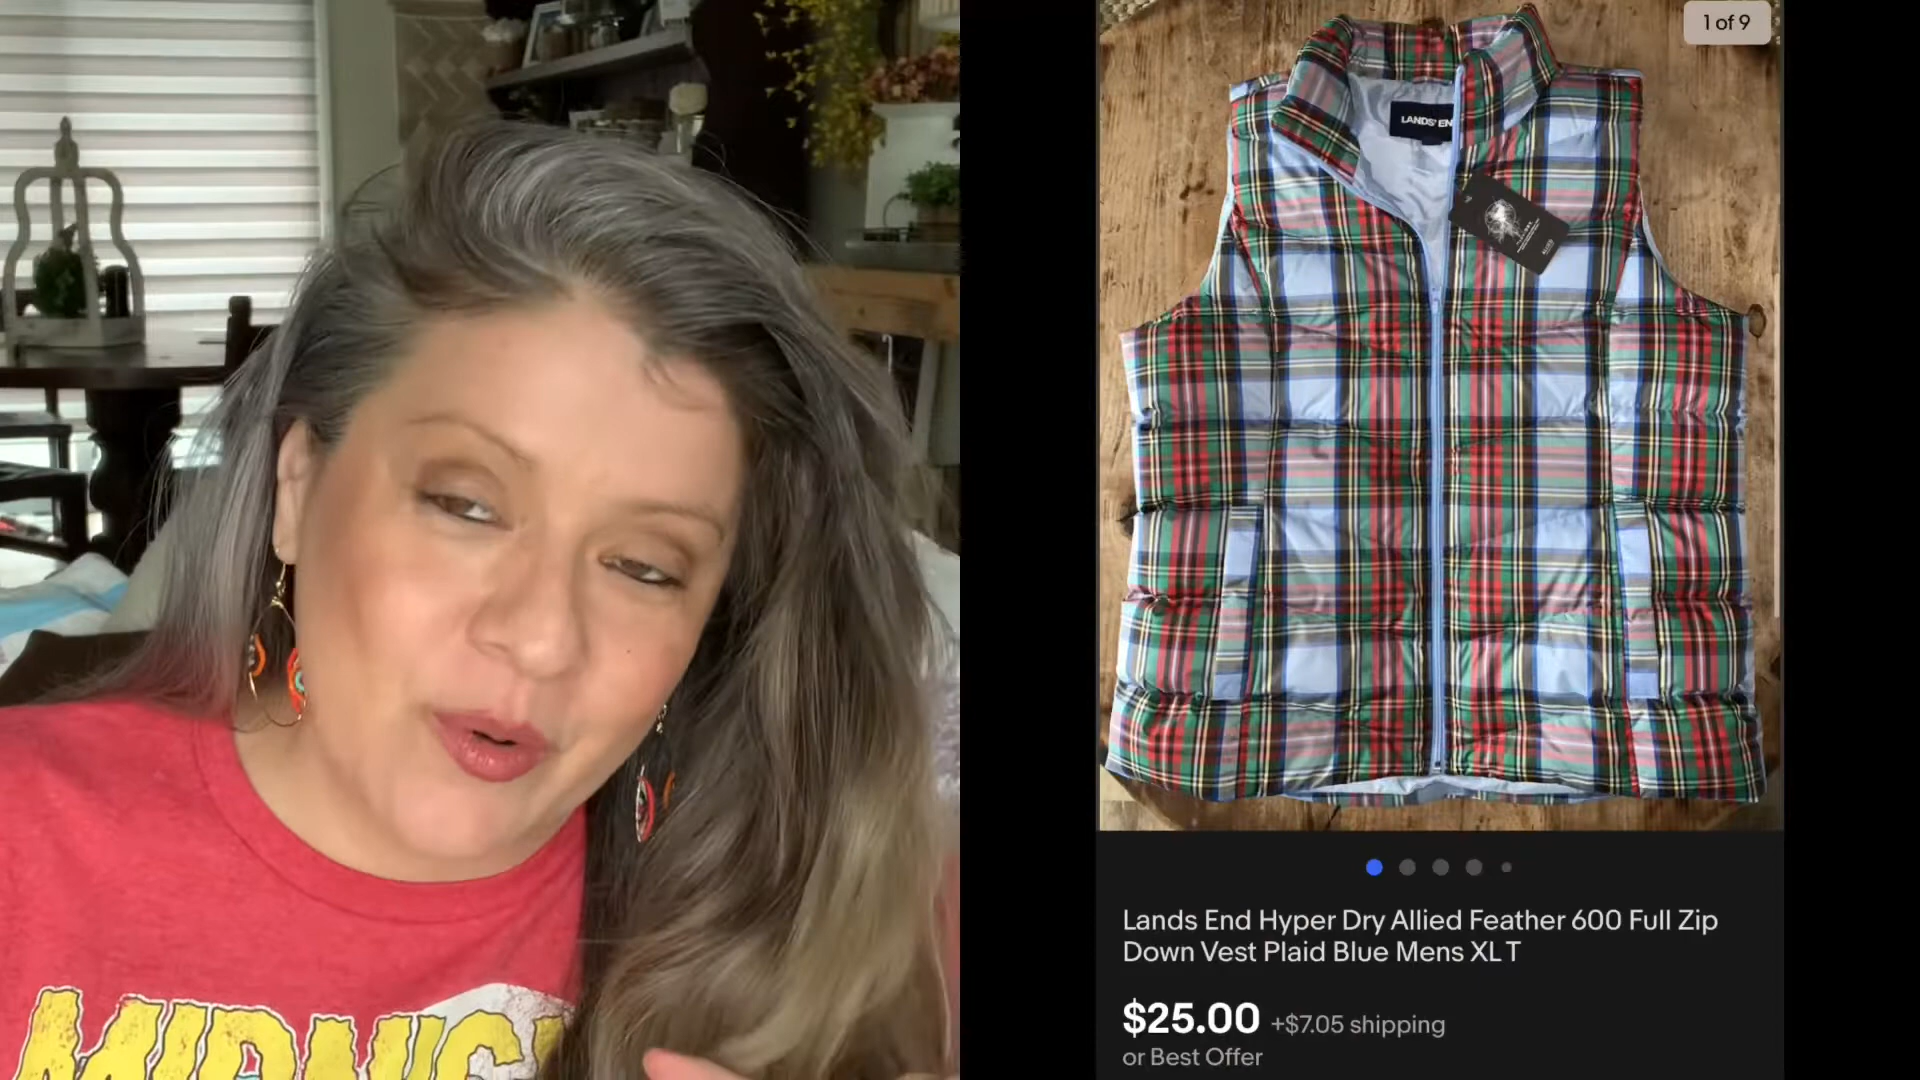 1 of 9
LANDS' EN
MIDNIG
Lands End Hyper Dry Allied Feather 600 Full Zip
Down Vest Plaid Blue Mens XLT
$25.00 +$7.05 shipping
or Best Offer